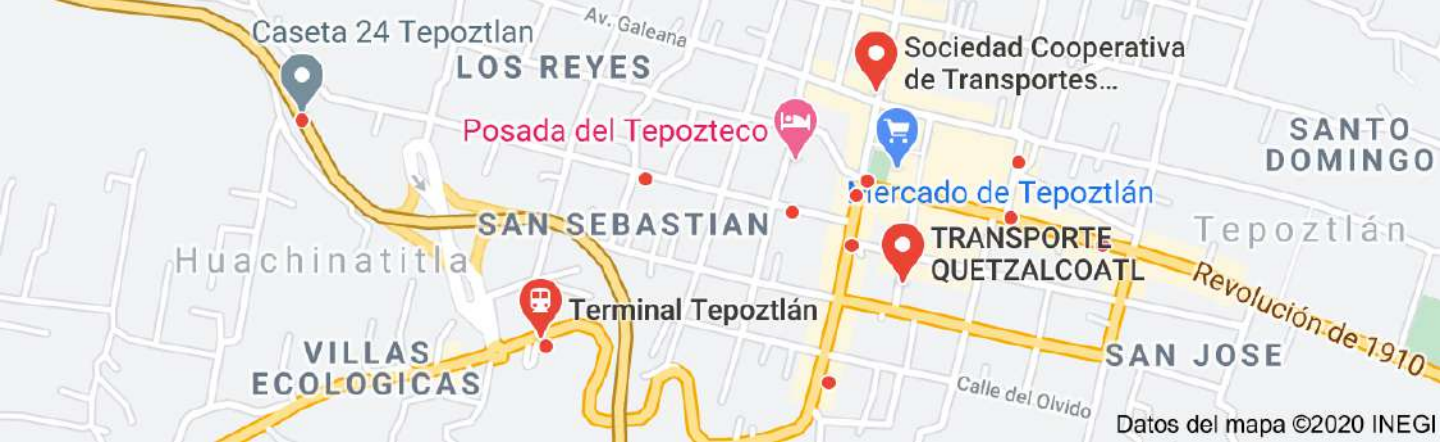 Av. Galeana
Caseta 24 Tepoztlan
LOS REYES
Sociedad Cooperativa
de Transportes...
Posada del Tepozteco
SANTO
DOMINGO
Mercado de Tepoztlán
SAN SEBASTIAN
Tepoztlán
TRANSPORTE
QUETZALCOATL
Huachinatitla
Revolución de 1910
Terminal Tepoztlán
VILLAS
ECOLOGICAS
SAN JOSE
Calle del Olvido
Datos del mapa ©2020 INEGI